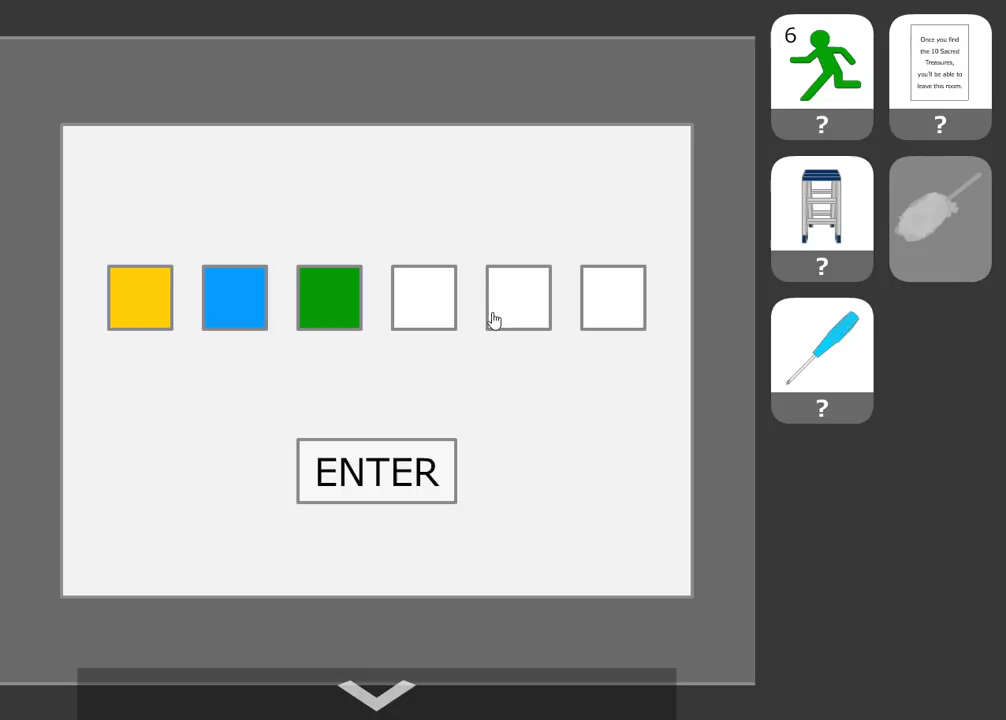 6
Once you find
the 10 Sacred
Treasures,
you'll be able to
leave this room.
?
?
?
ENTER
?